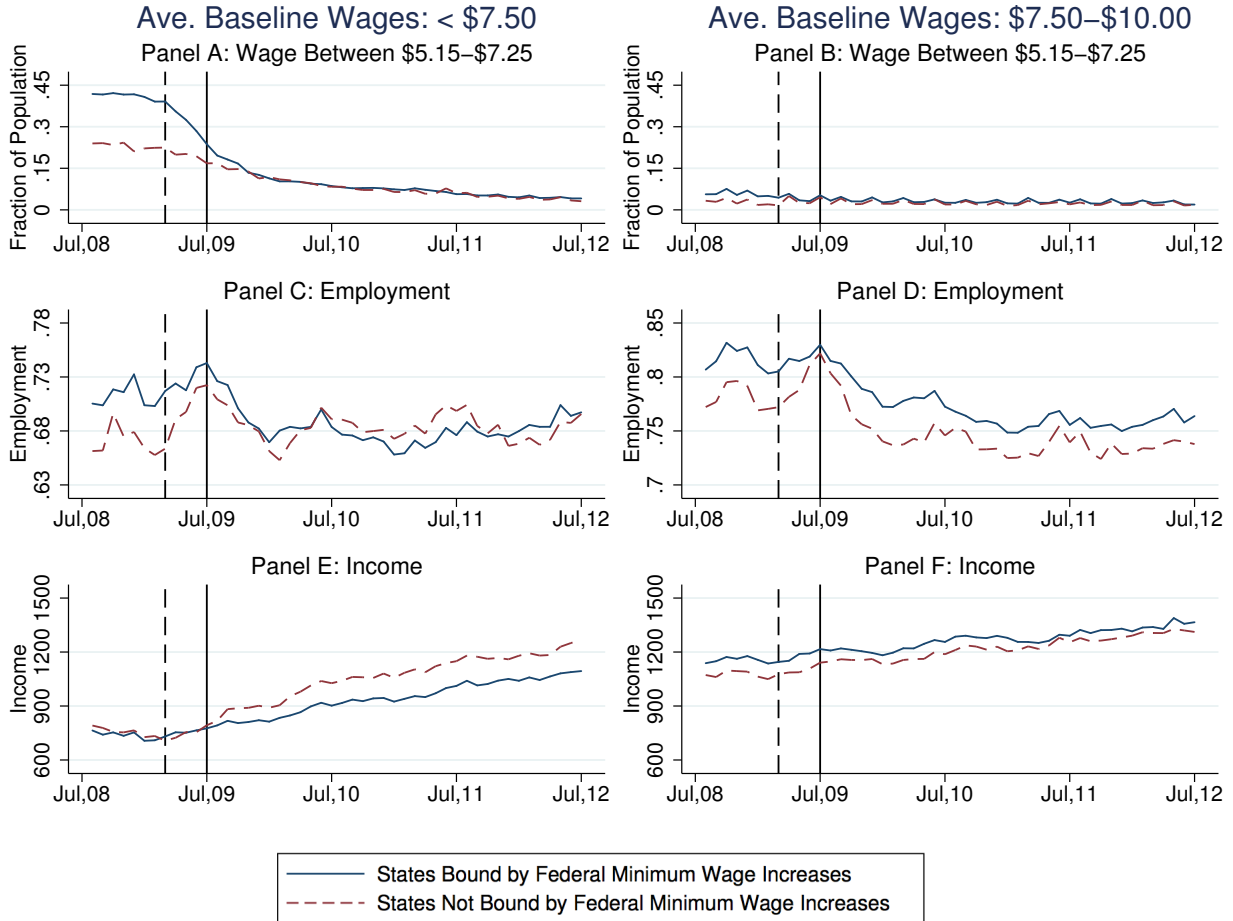 Ave. Baseline Wages: < $7.50
Ave. Baseline Wages: $7.50–$10.00
Panel A: Wage Between $5.15–$7.25
Fraction of Population
.45
.3
.15
0
Jul,08 Jul,09 Jul,10 Jul,11 Jul,12
Panel B: Wage Between $5.15–$7.25
Fraction of Population
.45
.3
.15
0
Jul,08 Jul,09 Jul,10 Jul,11 Jul,12
Panel C: Employment
Employment
.78
.73
.68
.63
Jul,08 Jul,09 Jul,10 Jul,11 Jul,12
Panel D: Employment
Employment
.85
.8
.75
.7
Jul,08 Jul,09 Jul,10 Jul,11 Jul,12
Panel E: Income
Income
1500
1200
900
600
Jul,08 Jul,09 Jul,10 Jul,11 Jul,12
Panel F: Income
Income
1500
1200
900
600
Jul,08 Jul,09 Jul,10 Jul,11 Jul,12
States Bound by Federal Minimum Wage Increases
States Not Bound by Federal Minimum Wage Increases